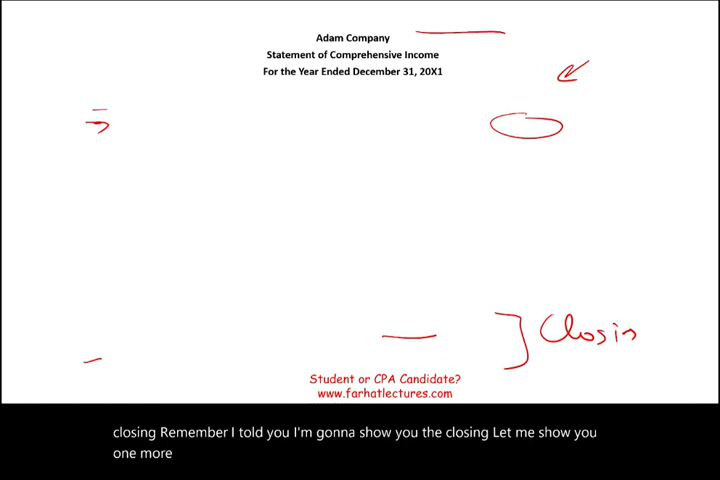 Adam Company
Statement of Comprehensive Income
For the Year Ended December 31, 20X1
Closin
Student or CPA Candidate?
www.farhatlectures.com
closing Remember I told you I'm gonna show you the closing Let me show you
one more